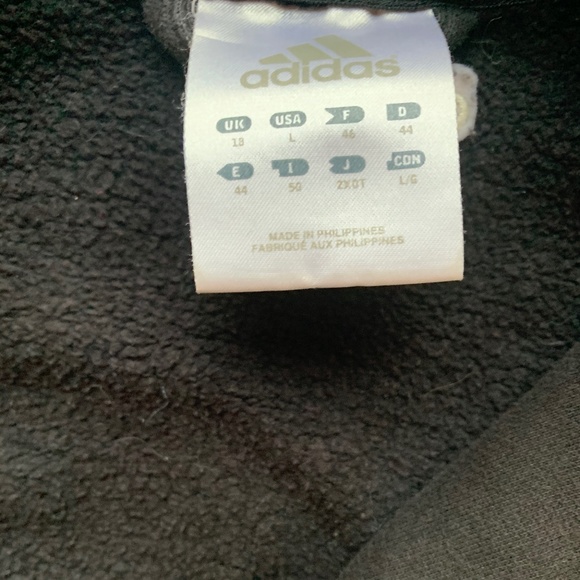 adidas
UK USA F D
18 L 46 44
E I J CDN
44 50 2XOT L/G
MADE IN PHILIPPINES
FABRIQUÉ AUX PHILIPPINES